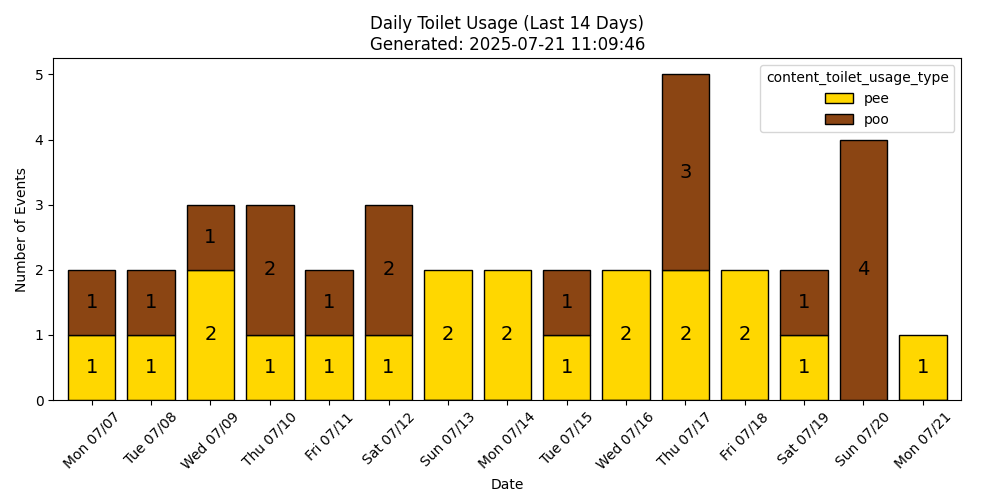 Daily Toilet Usage (Last 14 Days)
Generated: 2025-07-21 11:09:46
content_toilet_usage_type
pee
poo
Number of Events
5
4
3
2
1
0
1
1
1
1
2
1
1
2
1
1
1
2
2
2
1
1
2
2
3
2
1
1
4
1
Mon 07/07
Tue 07/08
Wed 07/09
Thu 07/10
Fri 07/11
Sat 07/12
Sun 07/13
Mon 07/14
Tue 07/15
Wed 07/16
Thu 07/17
Fri 07/18
Sat 07/19
Sun 07/20
Mon 07/21
Date